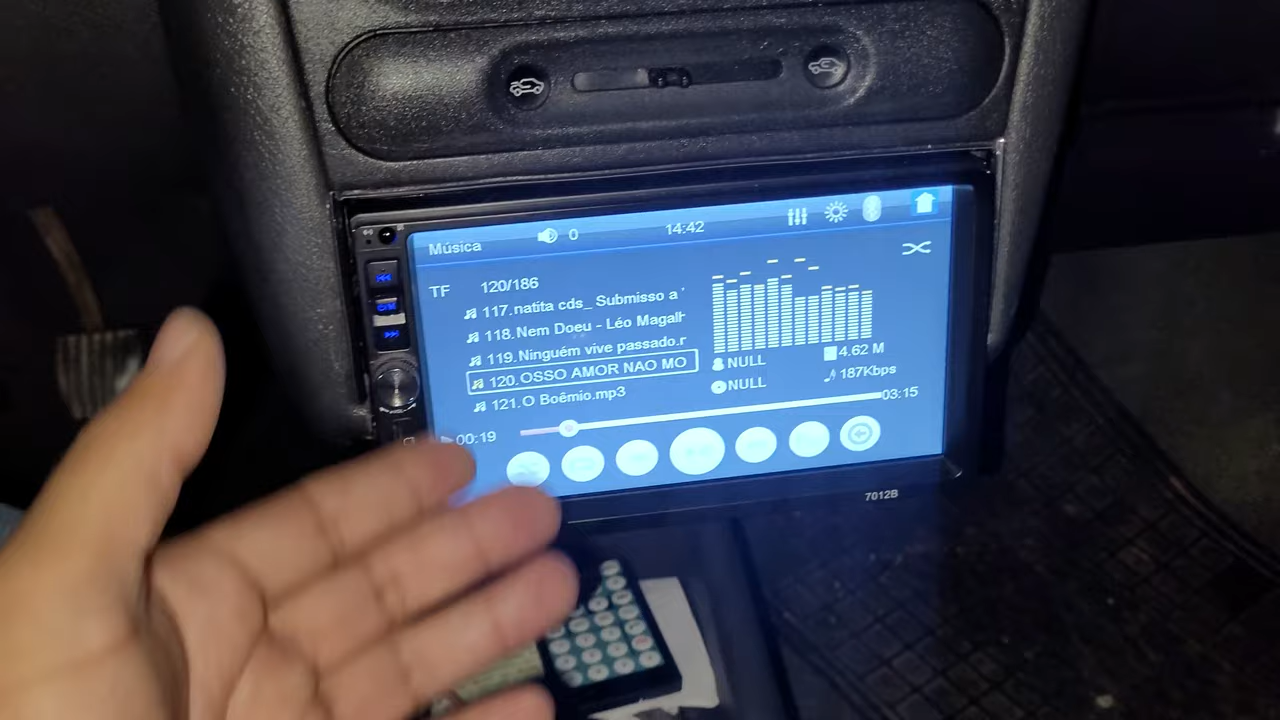 Música 0 14:42
TF 120/186
117.natita cds_ Submisso a
118.Nem Doeu - Léo Magalh
119.Ninguém vive passado.r
120.OSSO AMOR NAO MO
121.O Boêmio.mp3
NULL 4.62 M
NULL 187Kbps
00:19 03:15
7012B